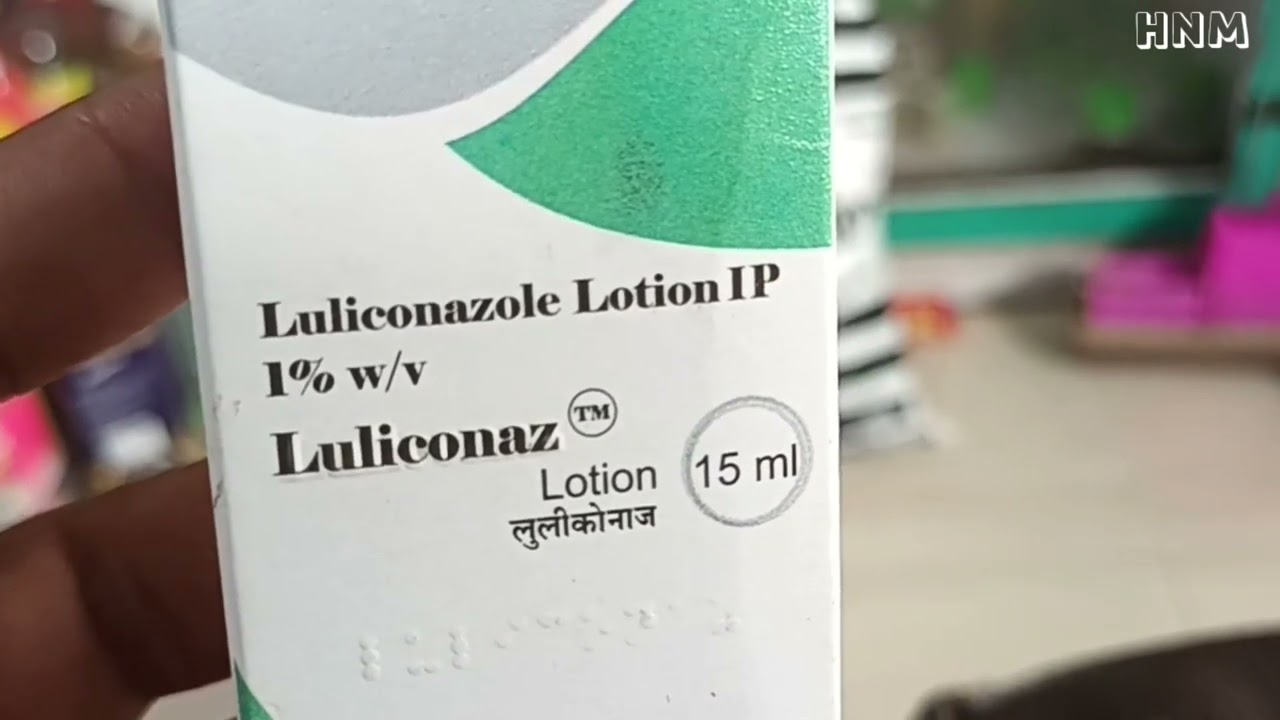 HNM
Luliconazole Lotion IP
1% w/v
Luliconaz TM
Lotion
15 ml
लुलीकोनाज